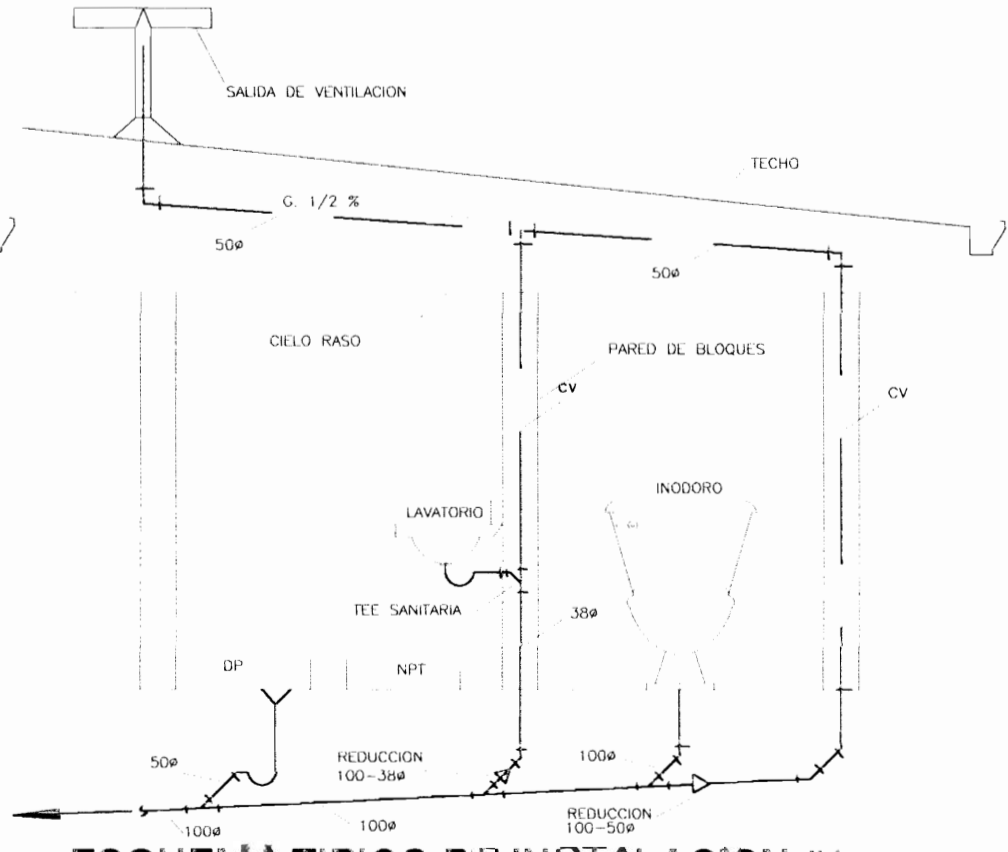 SALIDA DE VENTILACION
TECHO
G. 1/2 %
50ø
50ø
CIELO RASO
PARED DE BLOQUES
CV
CV
INODORO
LAVATORIO
TEE SANITARIA
38ø
DP
NPT
50ø
REDUCCION
100-38ø
100ø
REDUCCION
100-50ø
100ø
100ø